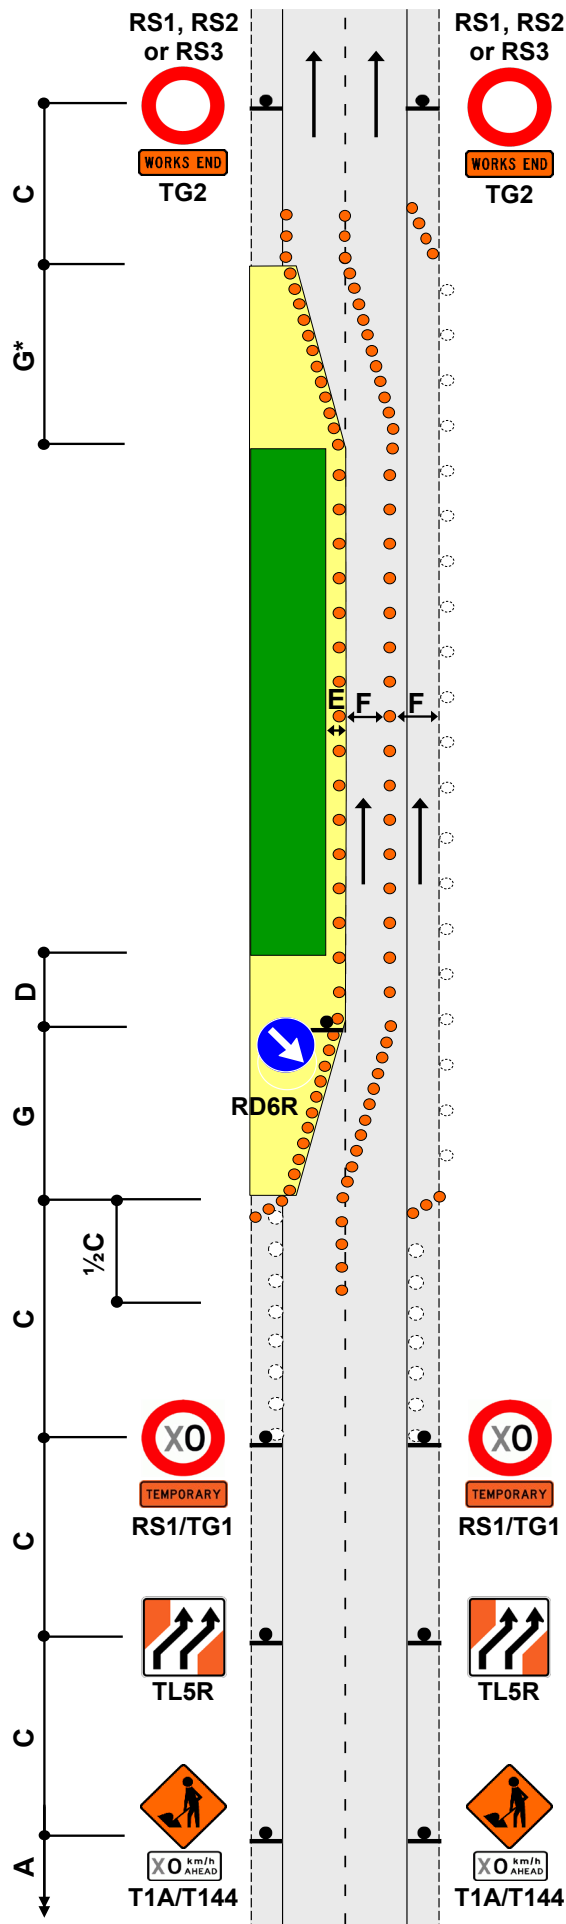 RS1, RS2
or RS3
RS1, RS2
or RS3
WORKS END
TG2
WORKS END
TG2
C
G*
E
F
F
D
RD6R
G
½C
C
X0
TEMPORARY
RS1/TG1
X0
TEMPORARY
RS1/TG1
C
TL5R
TL5R
C
X0 km/h
AHEAD
T1A/T144
X0 km/h
AHEAD
T1A/T144
A